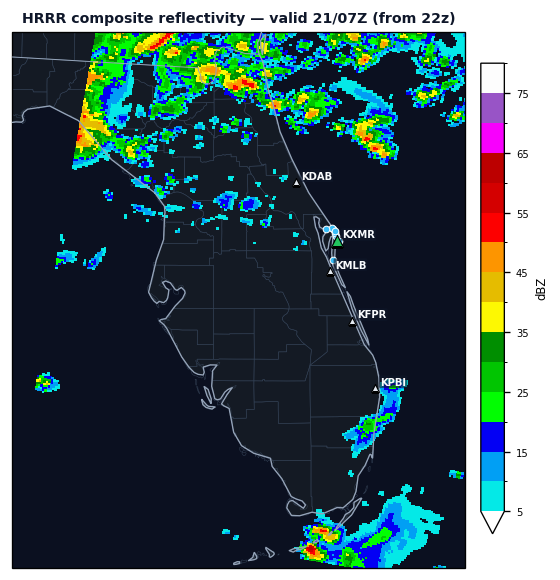 HRRR composite reflectivity — valid 21/07Z (from 22z)
KDAB
KXMR
KMLB
KFPR
KPBI
75
65
55
45
35
25
15
5
dBZ